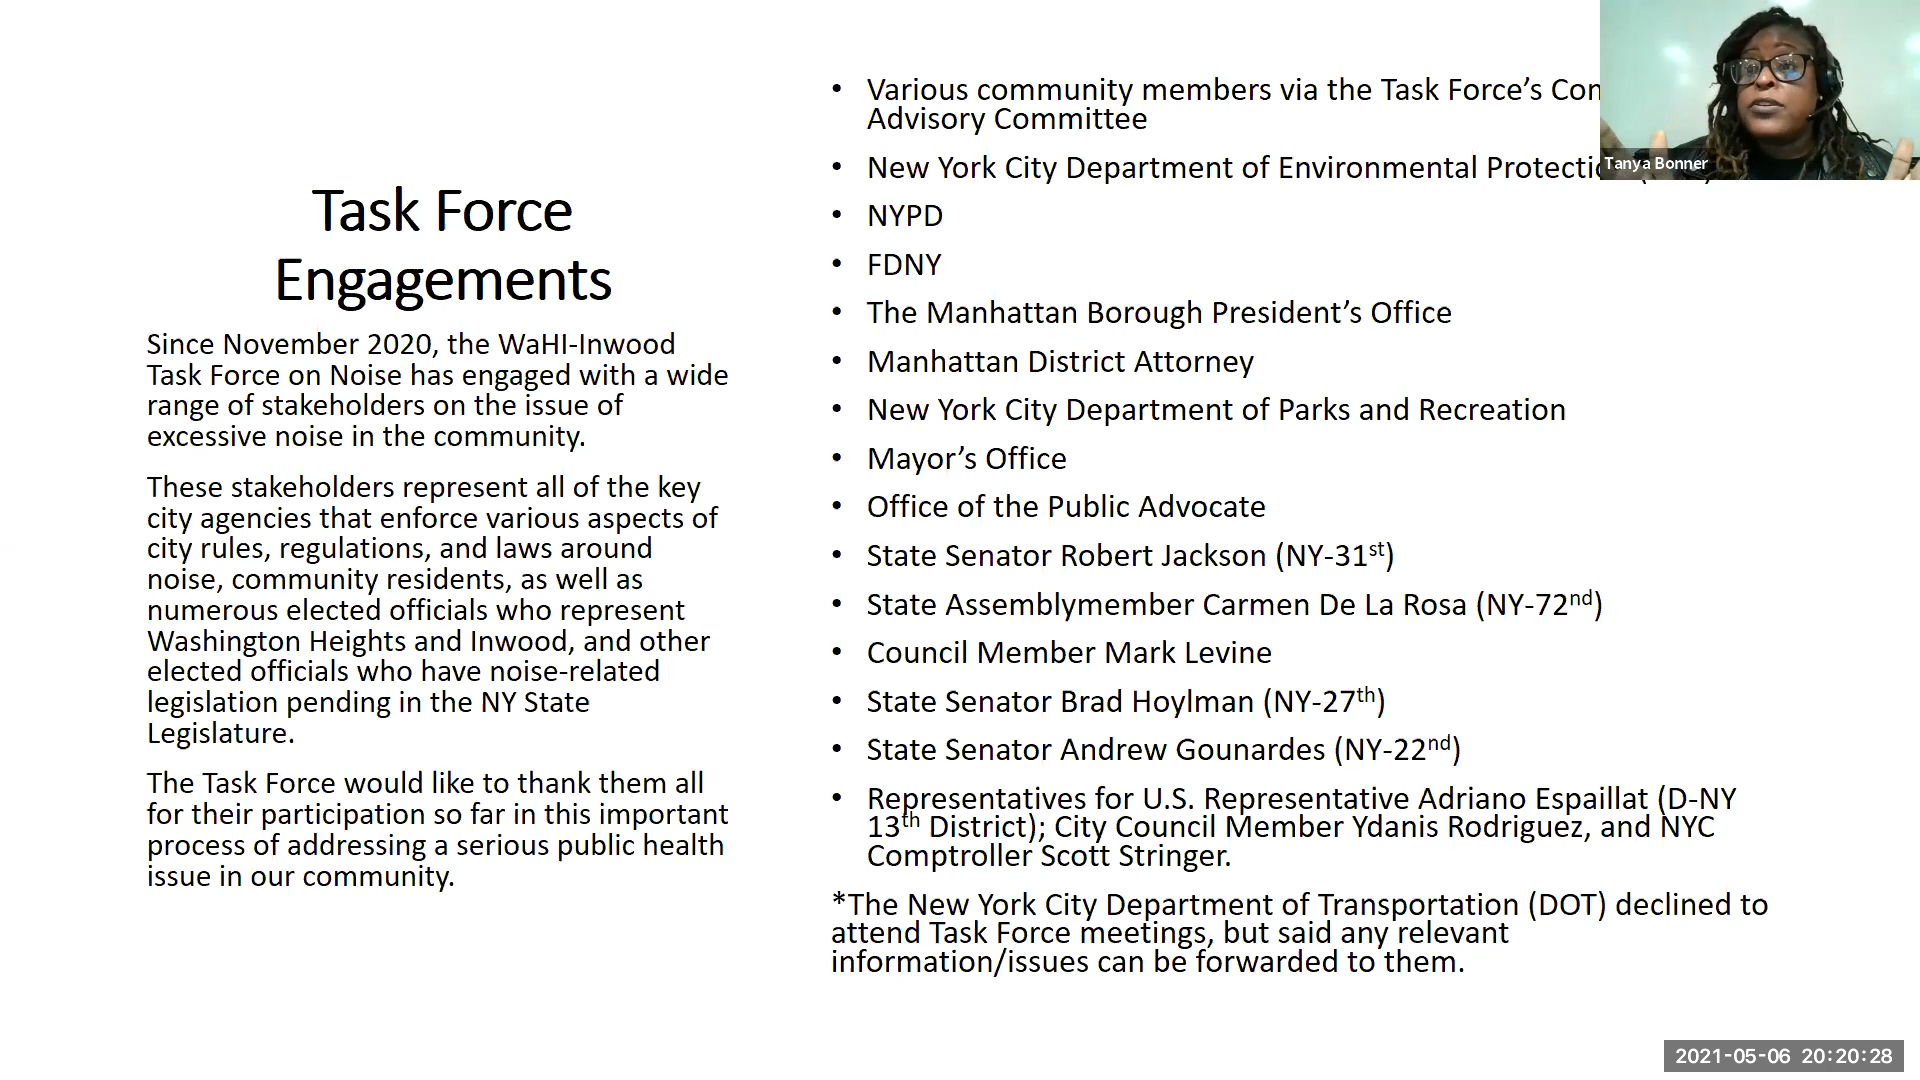 Task Force
Engagements
Since November 2020, the WaHI-Inwood
Task Force on Noise has engaged with a wide
range of stakeholders on the issue of
excessive noise in the community.
These stakeholders represent all of the key
city agencies that enforce various aspects of
city rules, regulations, and laws around
noise, community residents, as well as
numerous elected officials who represent
Washington Heights and Inwood, and other
elected officials who have noise-related
legislation pending in the NY State
Legislature.
The Task Force would like to thank them all
for their participation so far in this important
process of addressing a serious public health
issue in our community.
• Various community members via the Task Force’s
Advisory Committee
• New York City Department of Environmental
• NYPD
• FDNY
• The Manhattan Borough President’s Office
• Manhattan District Attorney
• New York City Department of Parks and Recreation
• Mayor’s Office
• Office of the Public Advocate
• State Senator Robert Jackson (NY-31st)
• State Assemblymember Carmen De La Rosa (NY-72nd)
• Council Member Mark Levine
• State Senator Brad Hoylman (NY-27th)
• State Senator Andrew Gounardes (NY-22nd)
• Representatives for U.S. Representative Adriano Espaillat (D-NY
13th District); City Council Member Ydanis Rodriguez, and NYC
Comptroller Scott Stringer.
*The New York City Department of Transportation (DOT) declined to
attend Task Force meetings, but said any relevant
information/issues can be forwarded to them.
Tanya Bonner
2021-05-06 20:20:28